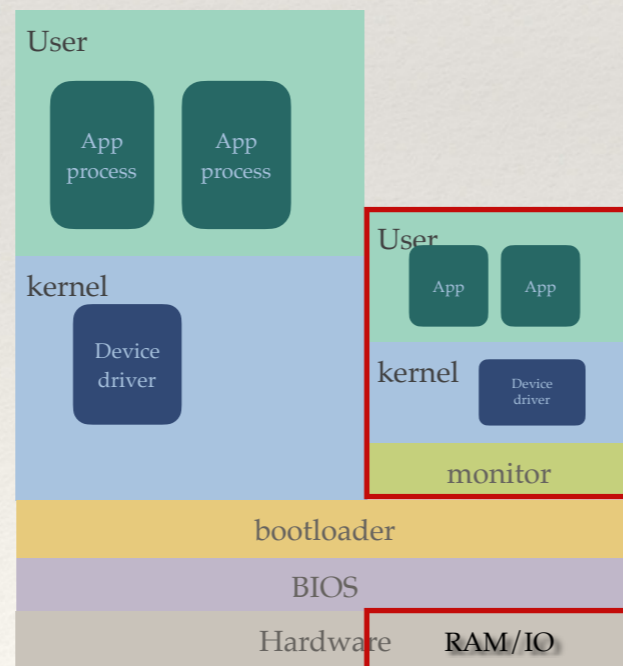 User
App
process
App
process
kernel
Device
driver
User
App
App
kernel
Device
driver
monitor
bootloader
BIOS
Hardware
RAM/IO